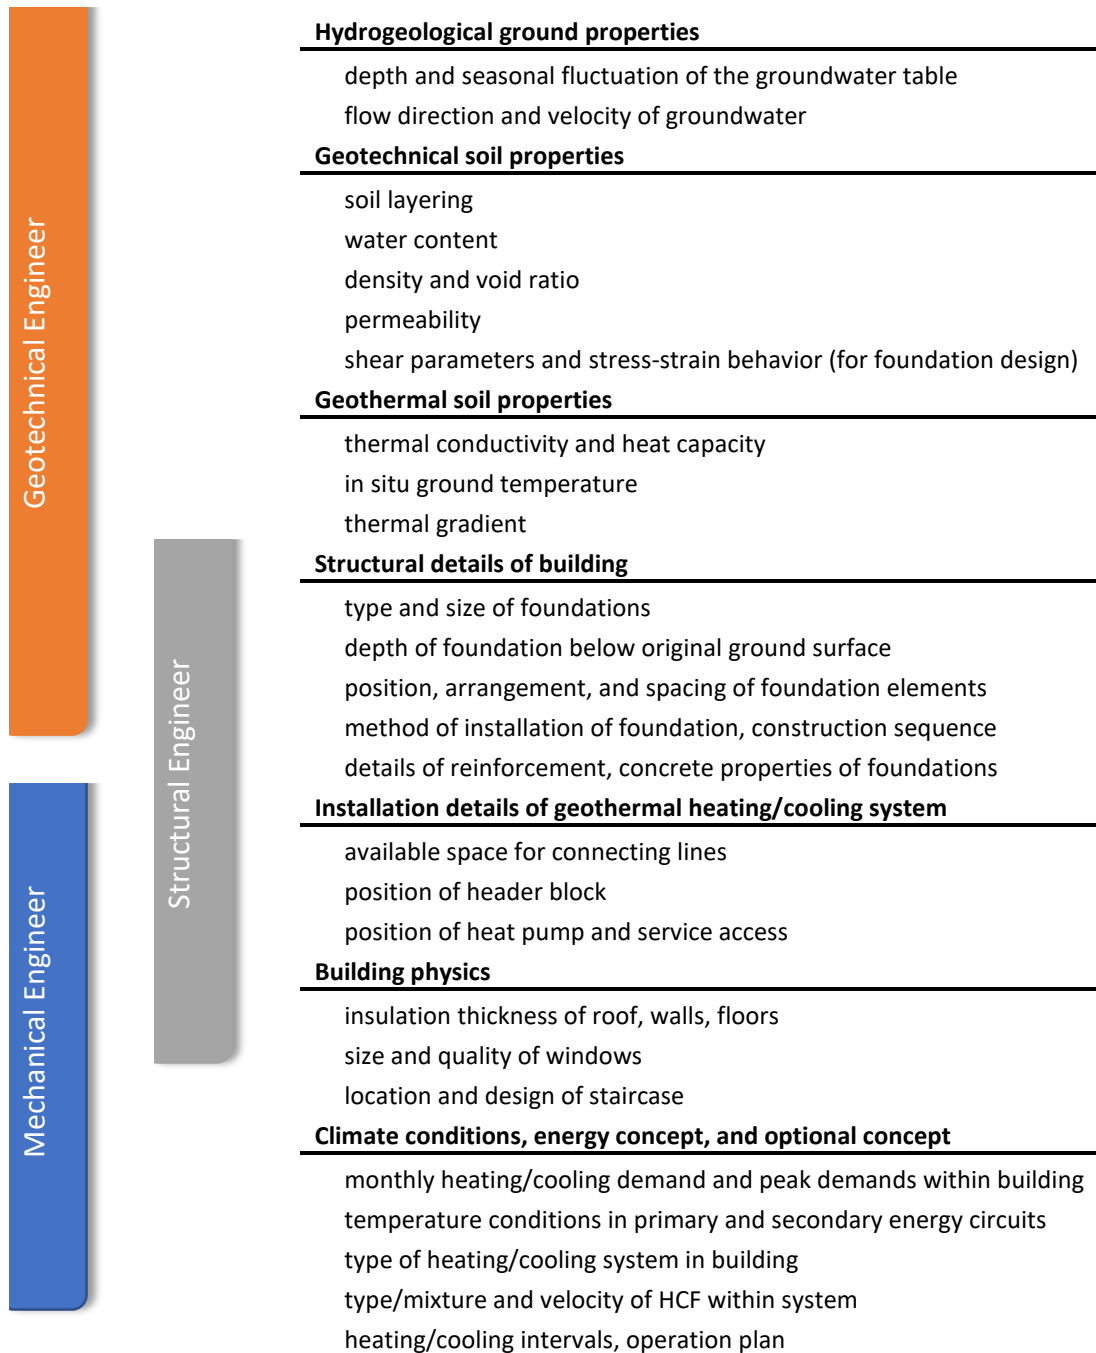 Geotechnical Engineer
Structural Engineer
Mechanical Engineer
Hydrogeological ground properties
depth and seasonal fluctuation of the groundwater table
flow direction and velocity of groundwater
Geotechnical soil properties
soil layering
water content
density and void ratio
permeability
shear parameters and stress-strain behavior (for foundation design)
Geothermal soil properties
thermal conductivity and heat capacity
in situ ground temperature
thermal gradient
Structural details of building
type and size of foundations
depth of foundation below original ground surface
position, arrangement, and spacing of foundation elements
method of installation of foundation, construction sequence
details of reinforcement, concrete properties of foundations
Installation details of geothermal heating/cooling system
available space for connecting lines
position of header block
position of heat pump and service access
Building physics
insulation thickness of roof, walls, floors
size and quality of windows
location and design of staircase
Climate conditions, energy concept, and optional concept
monthly heating/cooling demand and peak demands within building
temperature conditions in primary and secondary energy circuits
type of heating/cooling system in building
type/mixture and velocity of HCF within system
heating/cooling intervals, operation plan